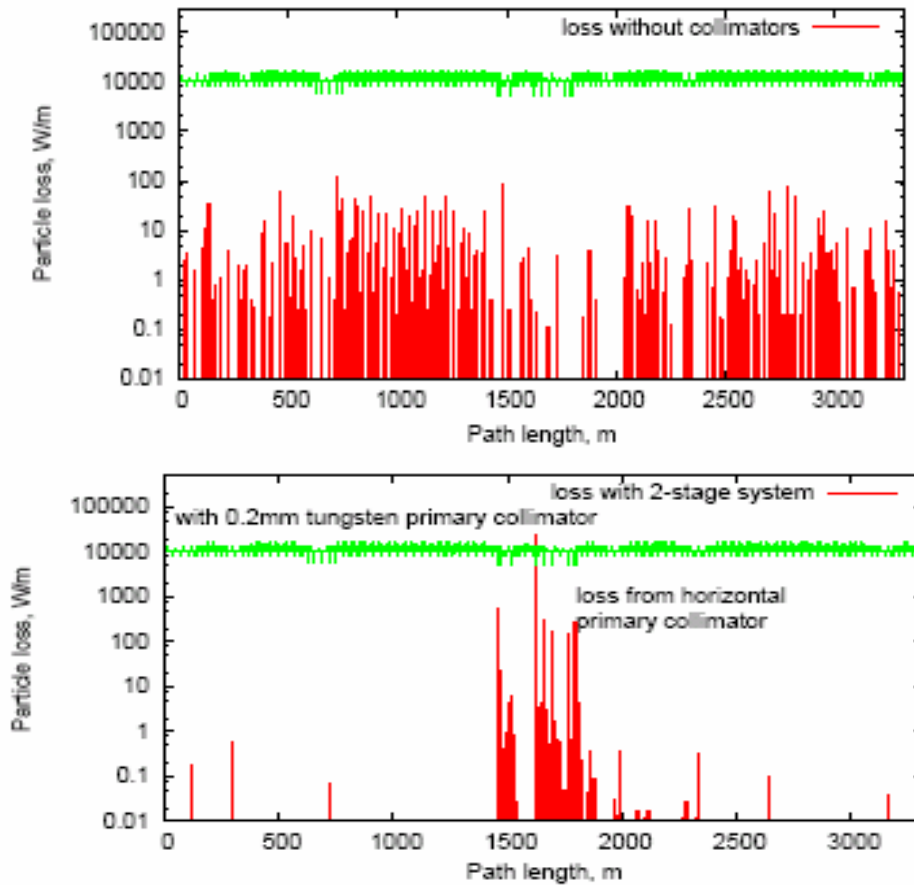 loss without collimators
100000
10000
1000
100
10
1
0.1
0.01
Particle loss, W/m
0 500 1000 1500 2000 2500 3000
Path length, m
loss with 2-stage system
with 0.2mm tungsten primary collimator
loss from horizontal
primary collimator
100000
10000
1000
100
10
1
0.1
0.01
Particle loss, W/m
0 500 1000 1500 2000 2500 3000
Path length, m